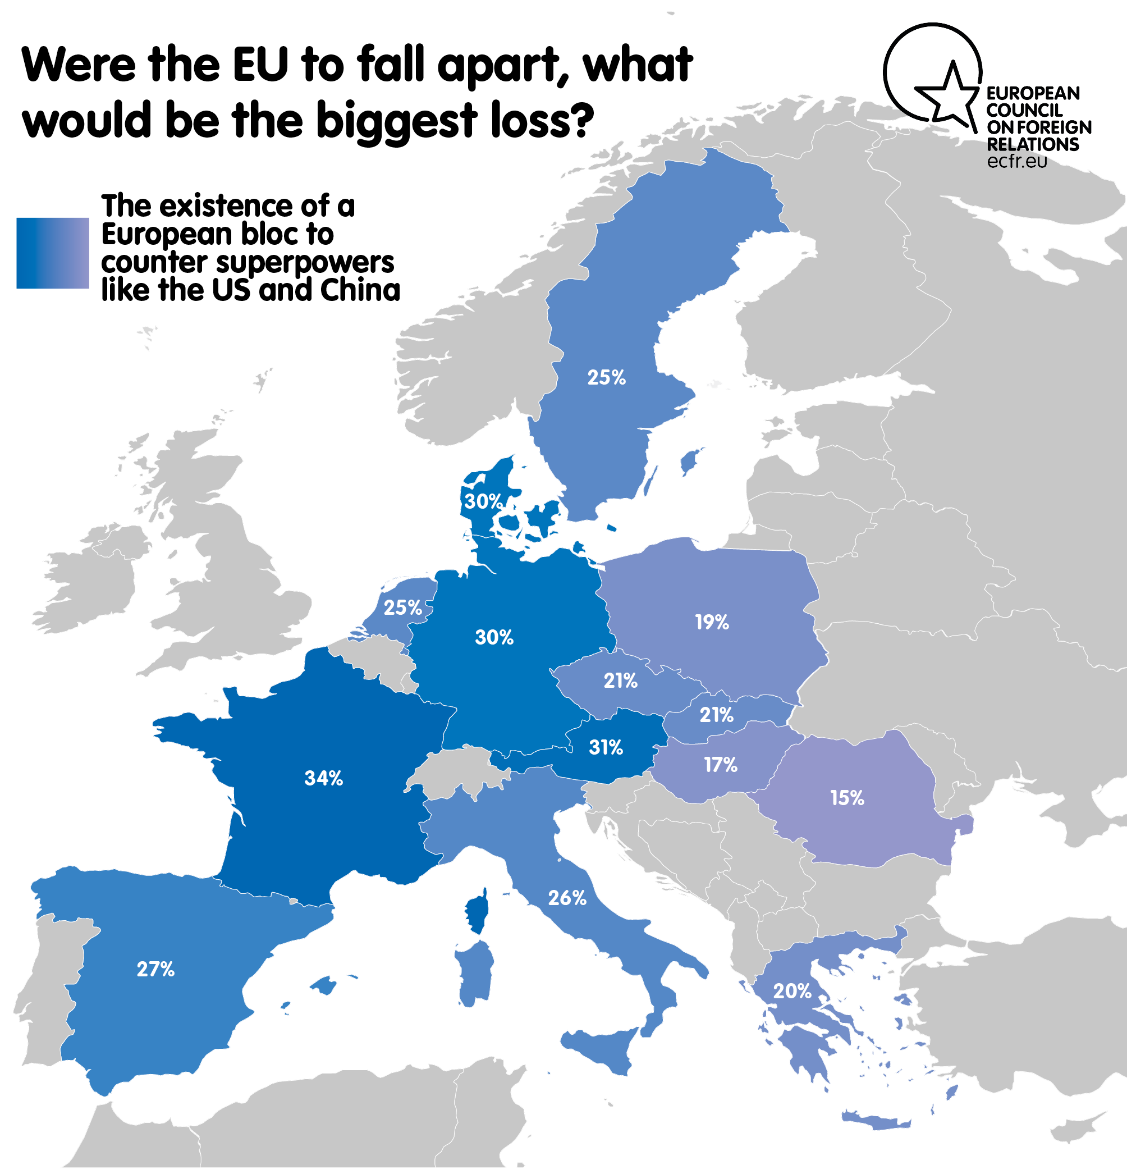 Were the EU to fall apart, what
would be the biggest loss?
EUROPEAN
COUNCIL
ON FOREIGN
RELATIONS
ecfr.eu
The existence of a
European bloc to
counter superpowers
like the US and China
25%
30%
25%
30%
19%
21%
21%
31%
17%
34%
15%
26%
27%
20%